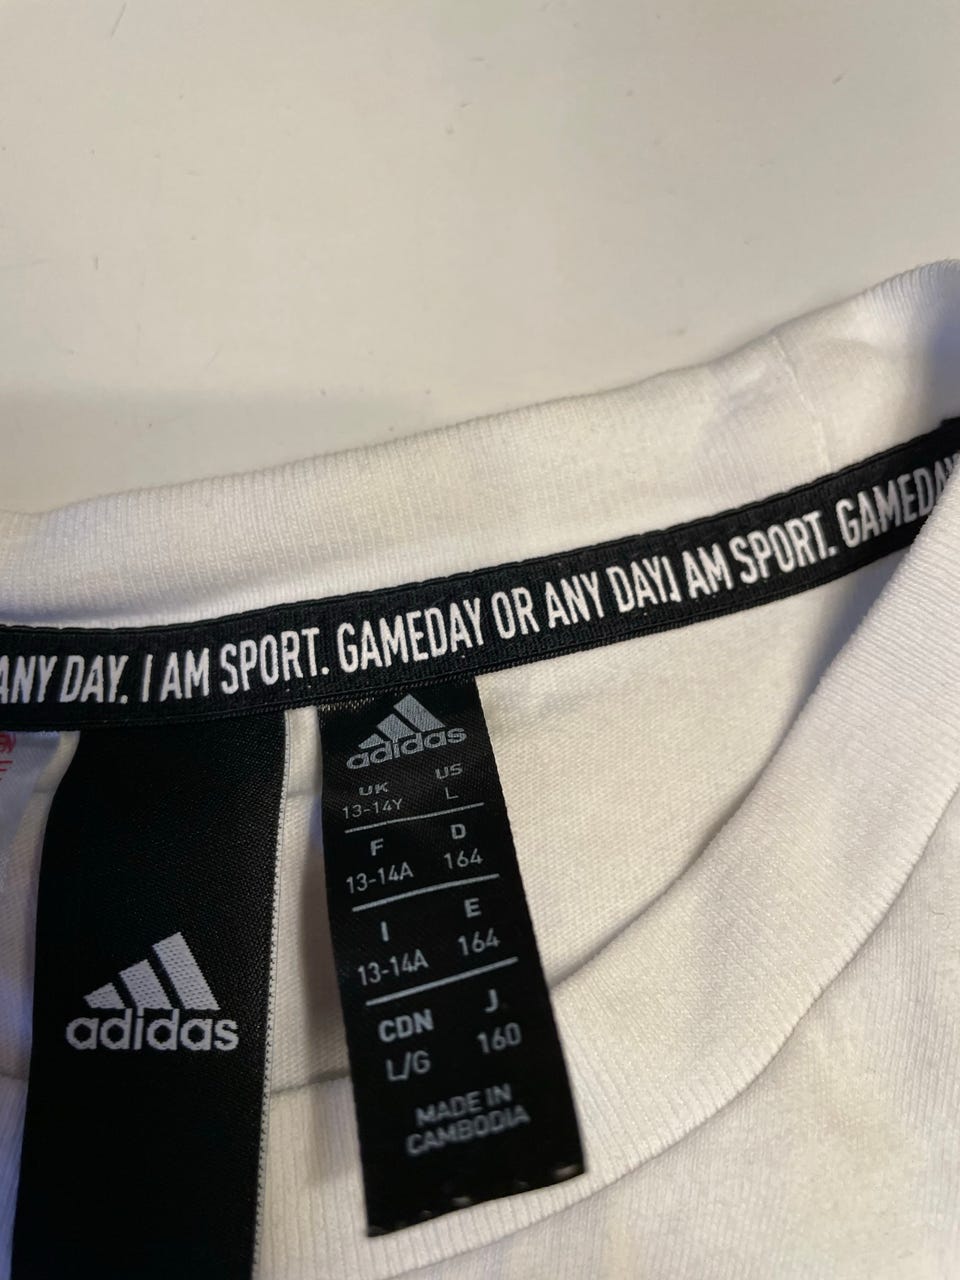 ANY DAY. I AM SPORT. GAMEDAY OR ANY DAY. I AM SPORT. GAMEDAY
adidas
UK US
13-14Y L
F D
13-14A 164
I E
13-14A 164
CDN J
L/G 160
MADE IN
CAMBODIA
adidas